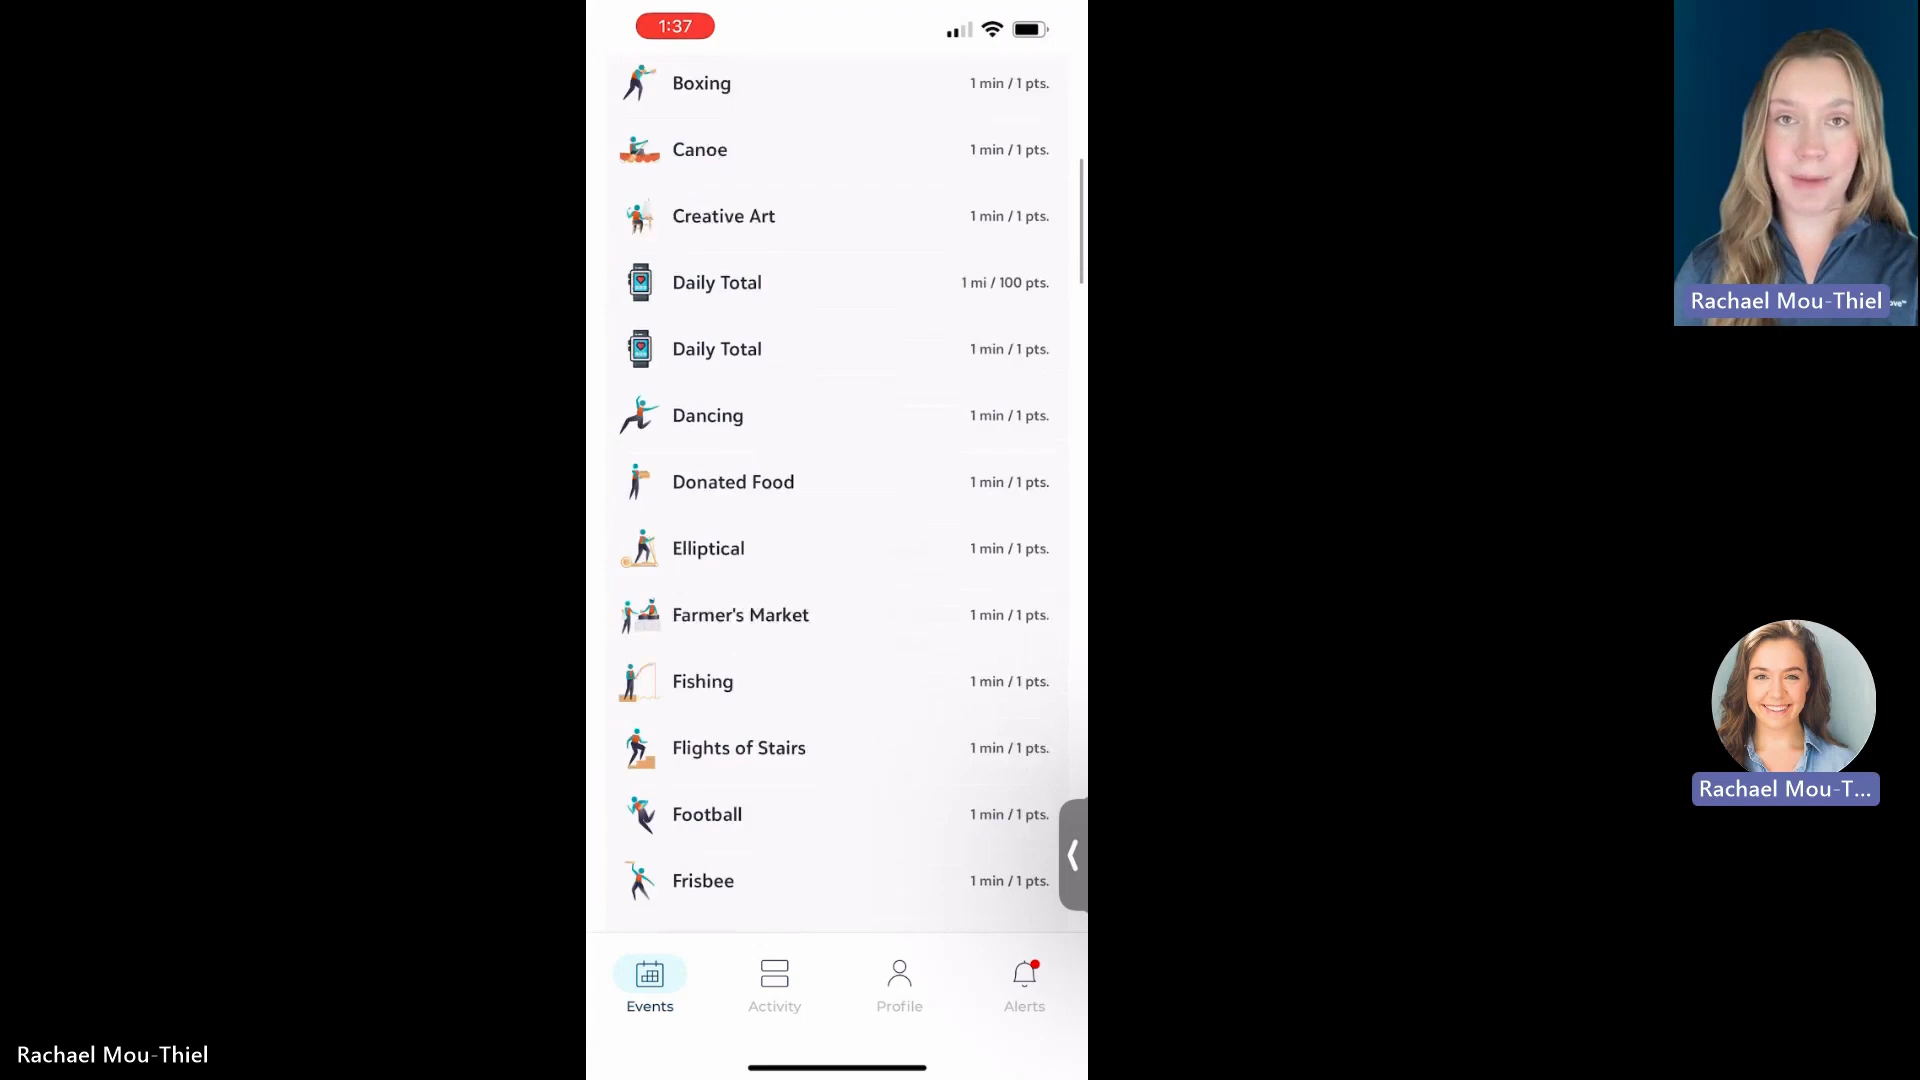 1:37
Boxing 1 min / 1 pts.
Canoe 1 min / 1 pts.
Creative Art 1 min / 1 pts.
Daily Total 1 mi / 100 pts.
Daily Total 1 min / 1 pts.
Dancing 1 min / 1 pts.
Donated Food 1 min / 1 pts.
Elliptical 1 min / 1 pts.
Farmer's Market 1 min / 1 pts.
Fishing 1 min / 1 pts.
Flights of Stairs 1 min / 1 pts.
Football 1 min / 1 pts.
Frisbee 1 min / 1 pts.
Events
Activity
Profile
Alerts
Rachael Mou-Thiel
Rachael Mou-T...
Rachael Mou-Thiel